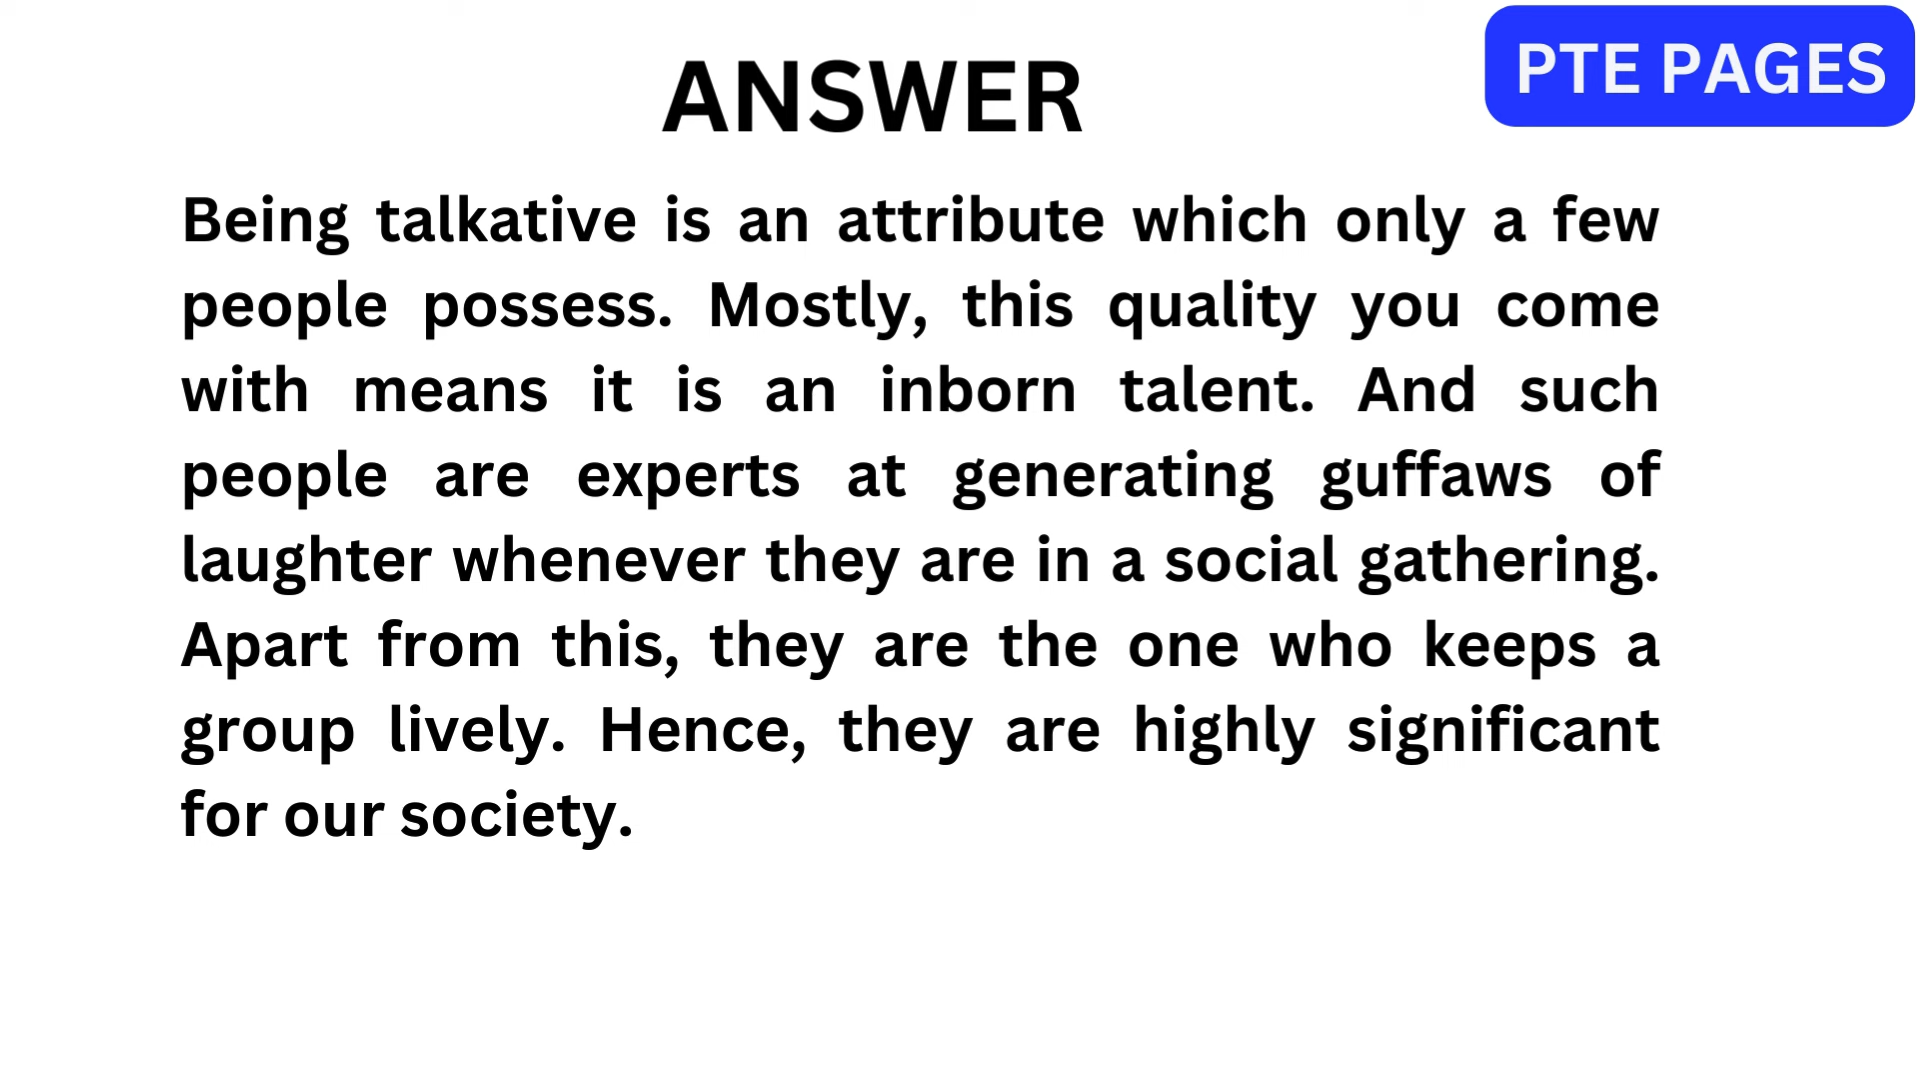 PTE PAGES
ANSWER
Being talkative is an attribute which only a few
people possess. Mostly, this quality you come
with means it is an inborn talent. And such
people are experts at generating guffaws of
laughter whenever they are in a social gathering.
Apart from this, they are the one who keeps a
group lively. Hence, they are highly significant
for our society.